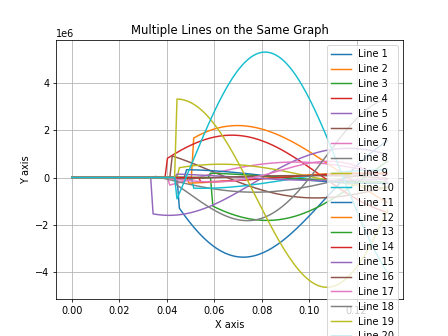 Multiple Lines on the Same Graph
1e6
4
2
0
−2
−4
Y axis
0.00
0.02
0.04
0.06
0.08
0.10
X axis
Line 1
Line 2
Line 3
Line 4
Line 5
Line 6
Line 7
Line 8
Line 9
Line 10
Line 11
Line 12
Line 13
Line 14
Line 15
Line 16
Line 17
Line 18
Line 19
Line 20